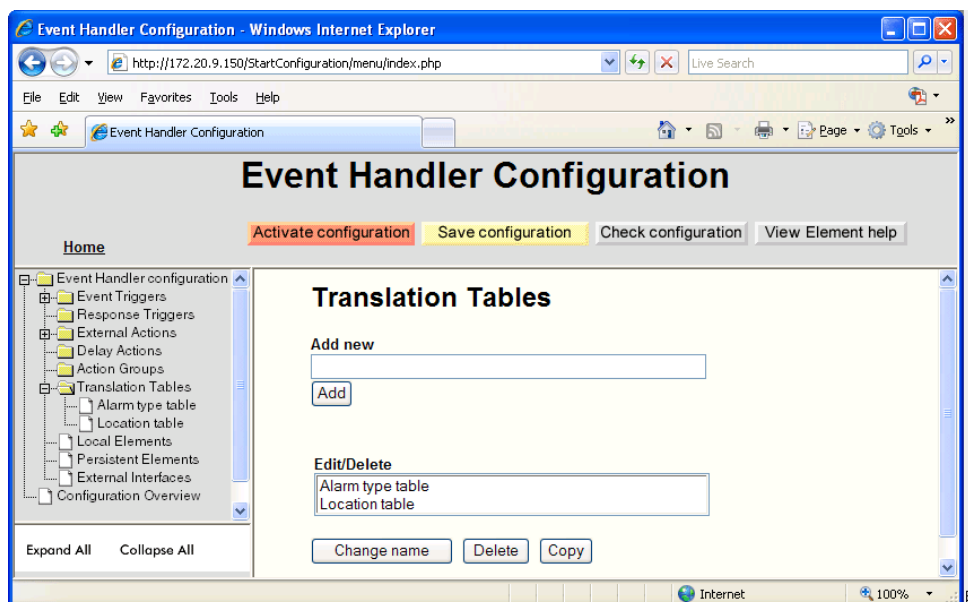 Event Handler Configuration - Windows Internet Explorer
http://172.20.9.150/StartConfiguration/menu/index.php
Live Search
File Edit View Favorites Tools Help
Event Handler Configuration
Page Tools »
Event Handler Configuration
Home
Activate configuration Save configuration Check configuration View Element help
Event Handler configuration
Event Triggers
Response Triggers
External Actions
Delay Actions
Action Groups
Translation Tables
Alarm type table
Location table
Local Elements
Persistent Elements
External Interfaces
Configuration Overview
Expand All Collapse All
Translation Tables
Add new
Add
Edit/Delete
Alarm type table
Location table
Change name Delete Copy
Internet 100%